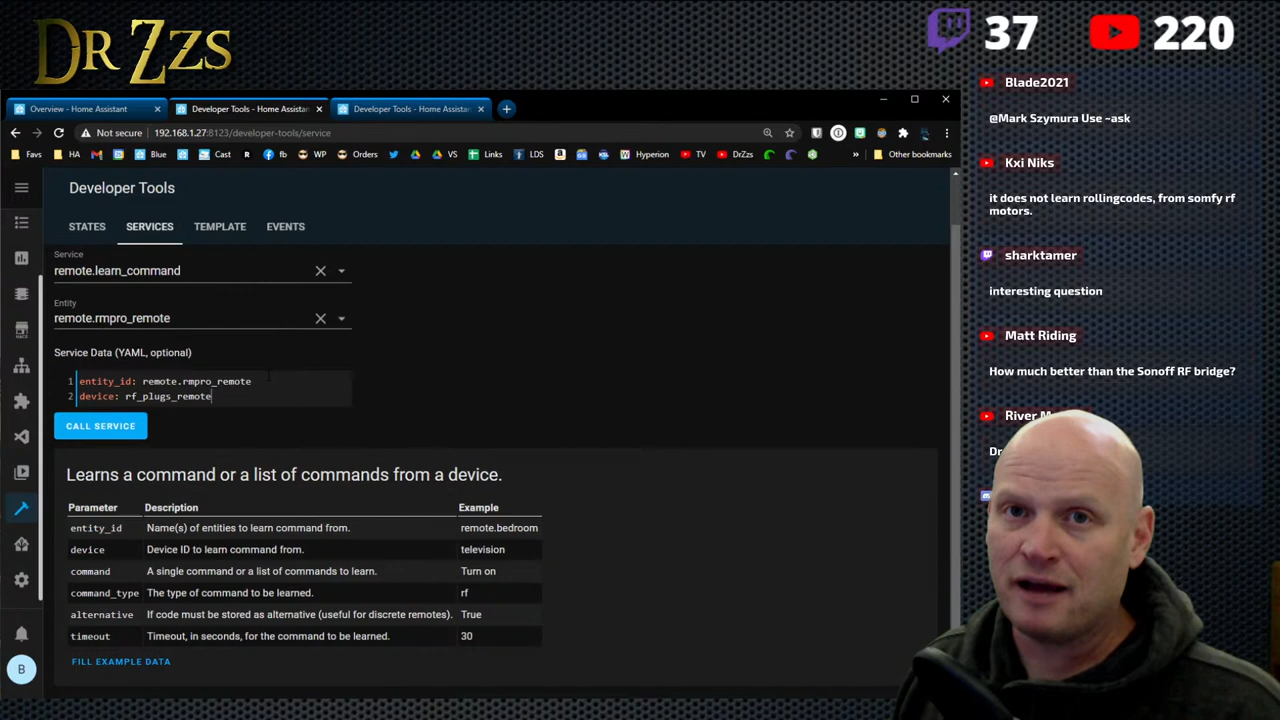 DR ZZS
37
220
Overview - Home Assistant
Developer Tools - Home Assistan
Developer Tools - Home Assistan
Not secure
192.168.1.27:8123/developer-tools/service
Favs
HA
Blue
Cast
fb
WP
Orders
VS
Links
LDS
Hyperion
TV
DrZzs
Other bookmarks
Developer Tools
STATES
SERVICES
TEMPLATE
EVENTS
Service
remote.learn_command
Entity
remote.rmpro_remote
Service Data (YAML, optional)
1 entity_id: remote.rmpro_remote
2 device: rf_plugs_remote
CALL SERVICE
Learns a command or a list of commands from a device.
Parameter Description Example
entity_id Name(s) of entities to learn command from. remote.bedroom
device Device ID to learn command from. television
command A single command or a list of commands to learn. Turn on
command_type The type of command to be learned. rf
alternative If code must be stored as alternative (useful for discrete remotes). True
timeout Timeout, in seconds, for the command to be learned. 30
FILL EXAMPLE DATA
B
Blade2021
@Mark Szymura Use ~ask
Kxi Niks
it does not learn rollingcodes, from somfy rf
motors.
sharktamer
interesting question
Matt Riding
How much better than the Sonoff RF bridge?
River